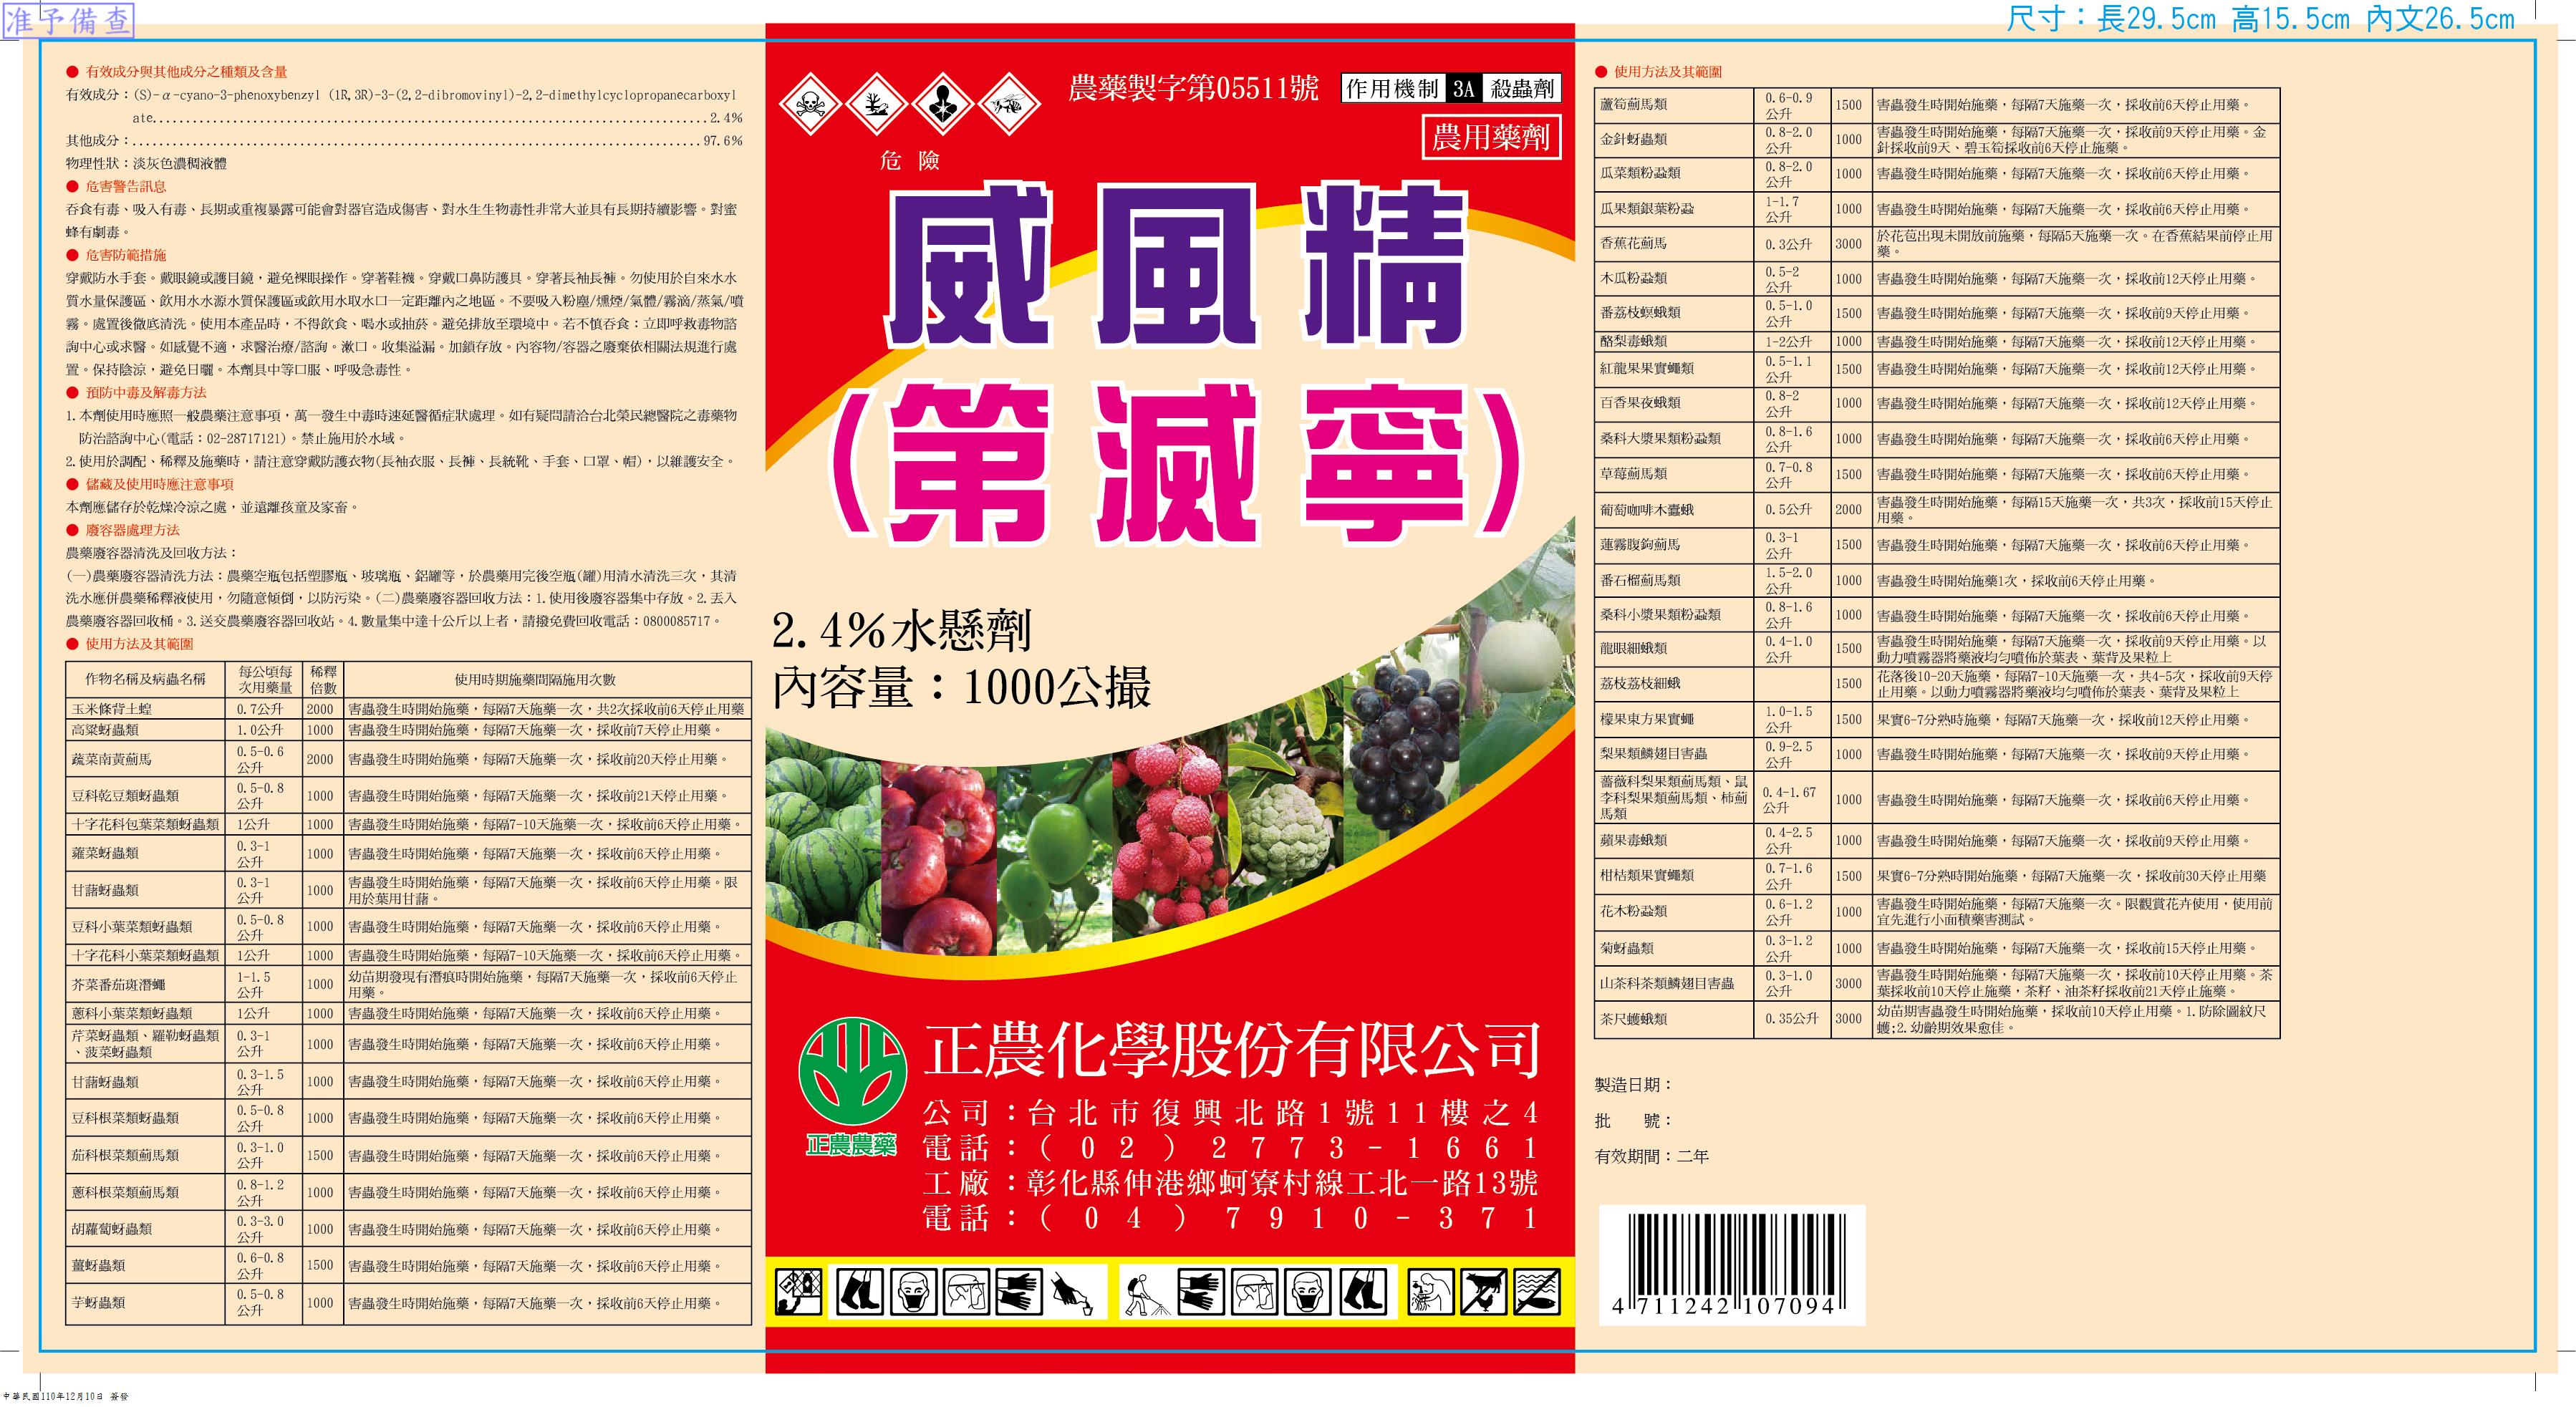 准予備查
尺寸：長29.5cm 高15.5cm 內文26.5cm
● 有效成分與其他成分之種類及含量
有效成分：(S)-α-cyano-3-phenoxybenzyl (1R,3R)-3-(2,2-dibromovinyl)-2,2-dimethylcyclopropanecarboxyl
ate........................................................................................2.4%
其他成分：..........................................................................................97.6%
物理性狀：淡灰色濃稠液體
● 危害警告訊息
吞食有毒、吸入有毒、長期或重複暴露可能會對器官造成傷害、對水生生物毒性非常大並具有長期持續影響。對蜜
蜂有劇毒。
● 危害防範措施
穿戴防水手套。戴眼鏡或護目鏡，避免裸眼操作。穿著鞋襪。穿戴口鼻防護具。穿著長袖長褲。勿使用於自來水水
質水量保護區、飲用水水源水質保護區或飲用水取水口一定距離內之地區。不要吸入粉塵/燻煙/氣體/霧滴/蒸氣/噴
霧。處置後徹底清洗。使用本產品時，不得飲食、喝水或抽菸。避免排放至環境中。若不慎吞食：立即呼救毒物諮
詢中心或求醫。如感覺不適，求醫治療/諮詢。漱口。收集溢漏。加鎖存放。內容物/容器之廢棄依相關法規進行處
置。保持陰涼，避免日曬。本劑具中等口服、呼吸急毒性。
● 預防中毒及解毒方法
1.本劑使用時應照一般農藥注意事項，萬一發生中毒時速延醫循症狀處理。如有疑問請洽台北榮民總醫院之毒藥物
防治諮詢中心(電話：02-28717121)。禁止施用於水域。
2.使用於調配、稀釋及施藥時，請注意穿戴防護衣物(長袖衣服、長褲、長統靴、手套、口罩、帽)，以維護安全。
● 儲藏及使用時應注意事項
本劑應儲存於乾燥冷涼之處，並遠離孩童及家畜。
● 廢容器處理方法
農藥廢容器清洗及回收方法：
(一)農藥廢容器清洗方法：農藥空瓶包括塑膠瓶、玻璃瓶、鋁罐等，於農藥用完後空瓶(罐)用清水清洗三次，其清
洗水應併農藥稀釋液使用，勿隨意傾倒，以防污染。(二)農藥廢容器回收方法：1.使用後廢容器集中存放。2.丟入
農藥廢容器回收桶。3.送交農藥廢容器回收站。4.數量集中達十公斤以上者，請撥免費回收電話：0800085717。
● 使用方法及其範圍
作物名稱及病蟲名稱 每公頃每次用藥量 稀釋倍數 使用時期施藥間隔施用次數
玉米條背土蝗 0.7公升 2000 害蟲發生時開始施藥，每隔7天施藥一次，共2次採收前6天停止用藥
高粱蚜蟲類 1.0公升 1000 害蟲發生時開始施藥，每隔7天施藥一次，採收前7天停止用藥。
蔬菜南黃薊馬 0.5-0.6公升 2000 害蟲發生時開始施藥，每隔7天施藥一次，採收前20天停止用藥。
豆科乾豆類蚜蟲類 0.5-0.8公升 1000 害蟲發生時開始施藥，每隔7天施藥一次，採收前21天停止用藥。
十字花科包葉菜類蚜蟲類 1公升 1000 害蟲發生時開始施藥，每隔7-10天施藥一次，採收前6天停止用藥。
蕹菜蚜蟲類 0.3-1公升 1000 害蟲發生時開始施藥，每隔7天施藥一次，採收前6天停止用藥。
甘藷蚜蟲類 0.3-1公升 1000 害蟲發生時開始施藥，每隔7天施藥一次，採收前6天停止用藥。限
用於葉用甘藷。
豆科小葉菜類蚜蟲類 0.5-0.8公升 1000 害蟲發生時開始施藥，每隔7天施藥一次，採收前6天停止用藥。
十字花科小葉菜類蚜蟲類 1公升 1000 害蟲發生時開始施藥，每隔7-10天施藥一次，採收前6天停止用藥。
芥菜番茄斑潛蠅 1-1.5公升 1000 幼苗期發現有潛痕時開始施藥，每隔7天施藥一次，採收前6天停止
用藥。
蔥科小葉菜類蚜蟲類 1公升 1000 害蟲發生時開始施藥，每隔7天施藥一次，採收前6天停止用藥。
芹菜蚜蟲類、羅勒蚜蟲類、菠菜蚜蟲類 0.3-1公升 1000 害蟲發生時開始施藥，每隔7天施藥一次，採收前6天停止用藥。
甘藷蚜蟲類 0.3-1.5公升 1000 害蟲發生時開始施藥，每隔7天施藥一次，採收前6天停止用藥。
豆科根菜類蚜蟲類 0.5-0.8公升 1000 害蟲發生時開始施藥，每隔7天施藥一次，採收前6天停止用藥。
茄科根菜類薊馬類 0.3-1.0公升 1500 害蟲發生時開始施藥，每隔7天施藥一次，採收前6天停止用藥。
蔥科根菜類薊馬類 0.8-1.2公升 1000 害蟲發生時開始施藥，每隔7天施藥一次，採收前6天停止用藥。
胡蘿蔔蚜蟲類 0.3-3.0公升 1000 害蟲發生時開始施藥，每隔7天施藥一次，採收前6天停止用藥。
薑蚜蟲類 0.6-0.8公升 1500 害蟲發生時開始施藥，每隔7天施藥一次，採收前6天停止用藥。
芋蚜蟲類 0.5-0.8公升 1000 害蟲發生時開始施藥，每隔7天施藥一次，採收前6天停止用藥。
農藥製字第05511號
作用機制 3A 殺蟲劑
農用藥劑
危 險
威風精
(第滅寧)
2.4%水懸劑
內容量：1000公撮
正農化學股份有限公司
正農農藥
公司：台北市復興北路1號11樓之4
電話：(02)2773-1661
工廠：彰化縣伸港鄉蚵寮村線工北一路13號
電話：(04)7910-371
● 使用方法及其範圍
蘆筍薊馬類 0.6-0.9公升 1500 害蟲發生時開始施藥，每隔7天施藥一次，採收前6天停止用藥。
金針蚜蟲類 0.8-2.0公升 1000 害蟲發生時開始施藥，每隔7天施藥一次，採收前9天停止用藥。金
針採收前9天、碧玉筍採收前6天停止施藥。
瓜菜類粉蝨類 0.8-2.0公升 1000 害蟲發生時開始施藥，每隔7天施藥一次，採收前6天停止用藥。
瓜果類銀葉粉蝨 1-1.7公升 1000 害蟲發生時開始施藥，每隔7天施藥一次，採收前6天停止用藥。
香蕉花薊馬 0.3公升 3000 於花苞出現未開放前施藥，每隔5天施藥一次。在香蕉結果前停止用
藥。
木瓜粉蝨類 0.5-2公升 1000 害蟲發生時開始施藥，每隔7天施藥一次，採收前12天停止用藥。
番荔枝螟蛾類 0.5-1.0公升 1500 害蟲發生時開始施藥，每隔7天施藥一次，採收前9天停止用藥。
酪梨毒蛾類 1-2公升 1000 害蟲發生時開始施藥，每隔7天施藥一次，採收前12天停止用藥。
紅龍果果實蠅類 0.5-1.1公升 1500 害蟲發生時開始施藥，每隔7天施藥一次，採收前12天停止用藥。
百香果夜蛾類 0.8-2公升 1000 害蟲發生時開始施藥，每隔7天施藥一次，採收前12天停止用藥。
桑科大漿果類粉蝨類 0.8-1.6公升 1000 害蟲發生時開始施藥，每隔7天施藥一次，採收前6天停止用藥。
草莓薊馬類 0.7-0.8公升 1500 害蟲發生時開始施藥，每隔7天施藥一次，採收前6天停止用藥。
葡萄咖啡木蠹蛾 0.5公升 2000 害蟲發生時開始施藥，每隔15天施藥一次，共3次，採收前15天停止
用藥。
蓮霧腹鉤薊馬 0.3-1公升 1500 害蟲發生時開始施藥，每隔7天施藥一次，採收前6天停止用藥。
番石榴薊馬類 1.5-2.0公升 1000 害蟲發生時開始施藥1次，採收前6天停止用藥。
桑科小漿果類粉蝨類 0.8-1.6公升 1000 害蟲發生時開始施藥，每隔7天施藥一次，採收前6天停止用藥。
龍眼細蛾類 0.4-1.0公升 1500 害蟲發生時開始施藥，每隔7天施藥一次，採收前9天停止用藥。以
動力噴霧器將藥液均勻噴佈於葉表、葉背及果粒上
荔枝荔枝細蛾 1500 花落後10-20天施藥，每隔7-10天施藥一次，共4-5次，採收前9天停
止用藥。以動力噴霧器將藥液均勻噴佈於葉表、葉背及果粒上
檬果東方果實蠅 1.0-1.5公升 1500 果實6-7分熟時施藥，每隔7天施藥一次，採收前12天停止用藥。
梨果類鱗翅目害蟲 0.9-2.5公升 1000 害蟲發生時開始施藥，每隔7天施藥一次，採收前9天停止用藥。
薔薇科梨果類薊馬類、鼠李科梨果類薊馬類、柿薊馬類 0.4-1.67公升 1000 害蟲發生時開始施藥，每隔7天施藥一次，採收前6天停止用藥。
蘋果毒蛾類 0.4-2.5公升 1000 害蟲發生時開始施藥，每隔7天施藥一次，採收前9天停止用藥。
柑桔類果實蠅類 0.7-1.6公升 1500 果實6-7分熟時開始施藥，每隔7天施藥一次，採收前30天停止用藥
花木粉蝨類 0.6-1.2公升 1000 害蟲發生時開始施藥，每隔7天施藥一次。限觀賞花卉使用，使用前
宜先進行小面積藥害測試。
菊蚜蟲類 0.3-1.2公升 1000 害蟲發生時開始施藥，每隔7天施藥一次，採收前15天停止用藥。
山茶科茶類鱗翅目害蟲 0.3-1.0公升 3000 害蟲發生時開始施藥，每隔7天施藥一次，採收前10天停止用藥。茶
葉採收前10天停止施藥，茶籽、油茶籽採收前21天停止施藥。
茶尺蠖蛾類 0.35公升 3000 幼苗期害蟲發生時開始施藥，採收前10天停止用藥。1.防除圖紋尺
蠖;2.幼齡期效果愈佳。
製造日期：
批　號：
有效期間：二年
4 711242 107094
中華民國110年12月10日 簽發